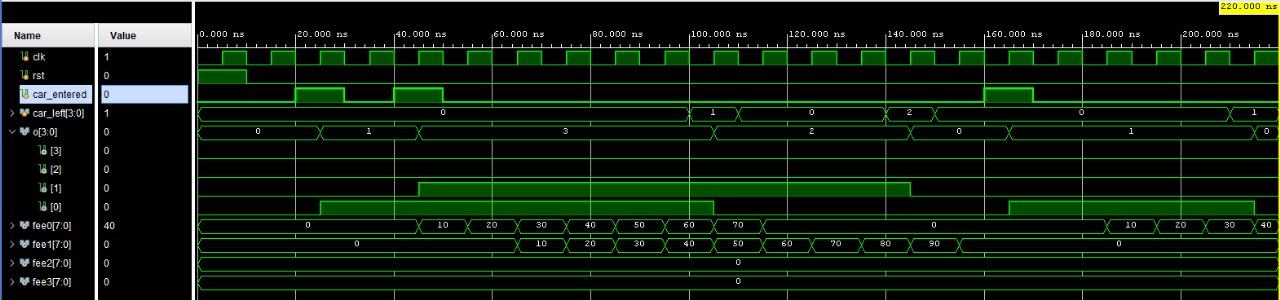 220.000 ns
Name Value 0.000 ns 20.000 ns 40.000 ns 60.000 ns 80.000 ns 100.000 ns 120.000 ns 140.000 ns 160.000 ns 180.000 ns 200.000 ns
clk 1
rst 0
car_entered 0
car_left[3:0] 1 0 1 0 2 0 1
o[3:0] 0 0 1 3 2 0 1 0
[3] 0
[2] 0
[1] 0
[0] 0
fee0[7:0] 40 0 10 20 30 40 50 60 70 0 10 20 30 40
fee1[7:0] 0 0 10 20 30 40 50 60 70 80 90 0
fee2[7:0] 0 0
fee3[7:0] 0 0